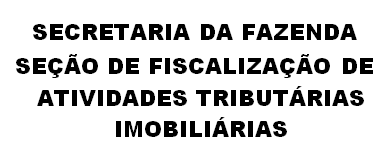 SECRETARIA DA FAZENDA
SEÇÃO DE FISCALIZAÇÃO DE
ATIVIDADES TRIBUTÁRIAS
IMOBILIÁRIAS